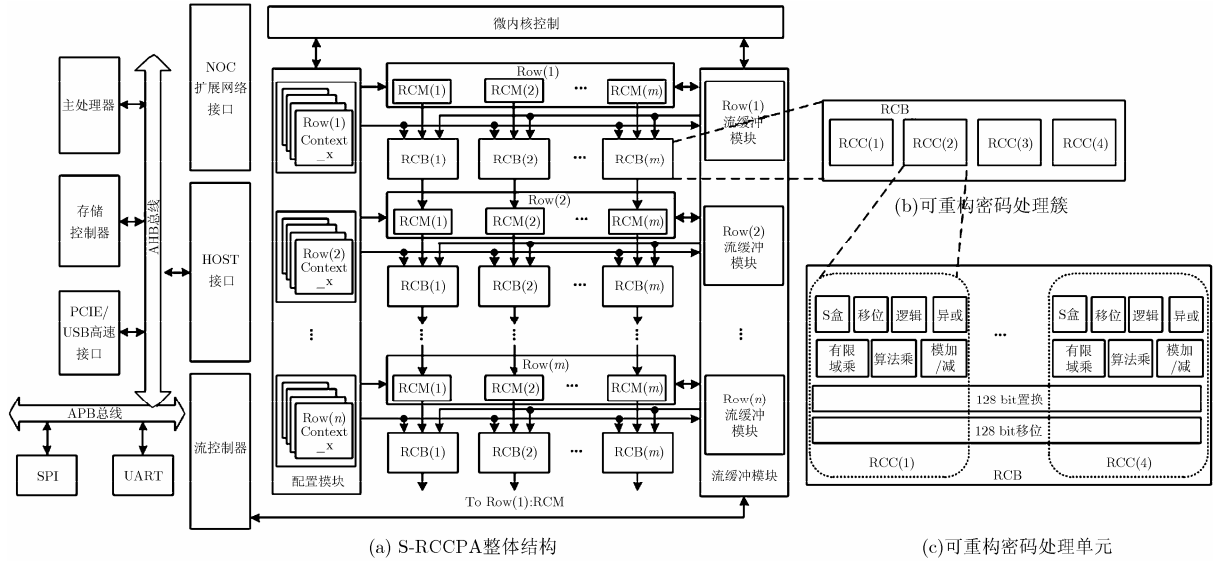 微内核控制
NOC
扩展网络
接口
主处理器
存储
控制器
PCIE/
USB高速
接口
AHB总线
HOST
接口
APB总线
SPI
UART
流控制器
Row(1)
Context
_x
Row(2)
Context
_x
⋮
Row(n)
Context
_x
配置模块
Row(1)
RCM(1) RCM(2) ··· RCM(m)
RCB(1) RCB(2) ··· RCB(m)
Row(2)
RCM(1) RCM(2) ··· RCM(m)
RCB(1) RCB(2) ··· RCB(m)
Row(m)
RCM(1) RCM(2) ··· RCM(m)
RCB(1) RCB(2) ··· RCB(m)
To Row(1):RCM
Row(1)
流缓冲
模块
Row(2)
流缓冲
模块
⋮
Row(n)
流缓冲
模块
流缓冲模块
(a) S-RCCPA整体结构
RCB
RCC(1) RCC(2) RCC(3) RCC(4)
(b)可重构密码处理簇
S盒 移位 逻辑 异或 ··· S盒 移位 逻辑 异或
有限
域乘
算法乘
模加
/减
有限
域乘
算法乘
模加
/减
128 bit置换
128 bit移位
RCC(1)
RCB
RCC(4)
(c)可重构密码处理单元